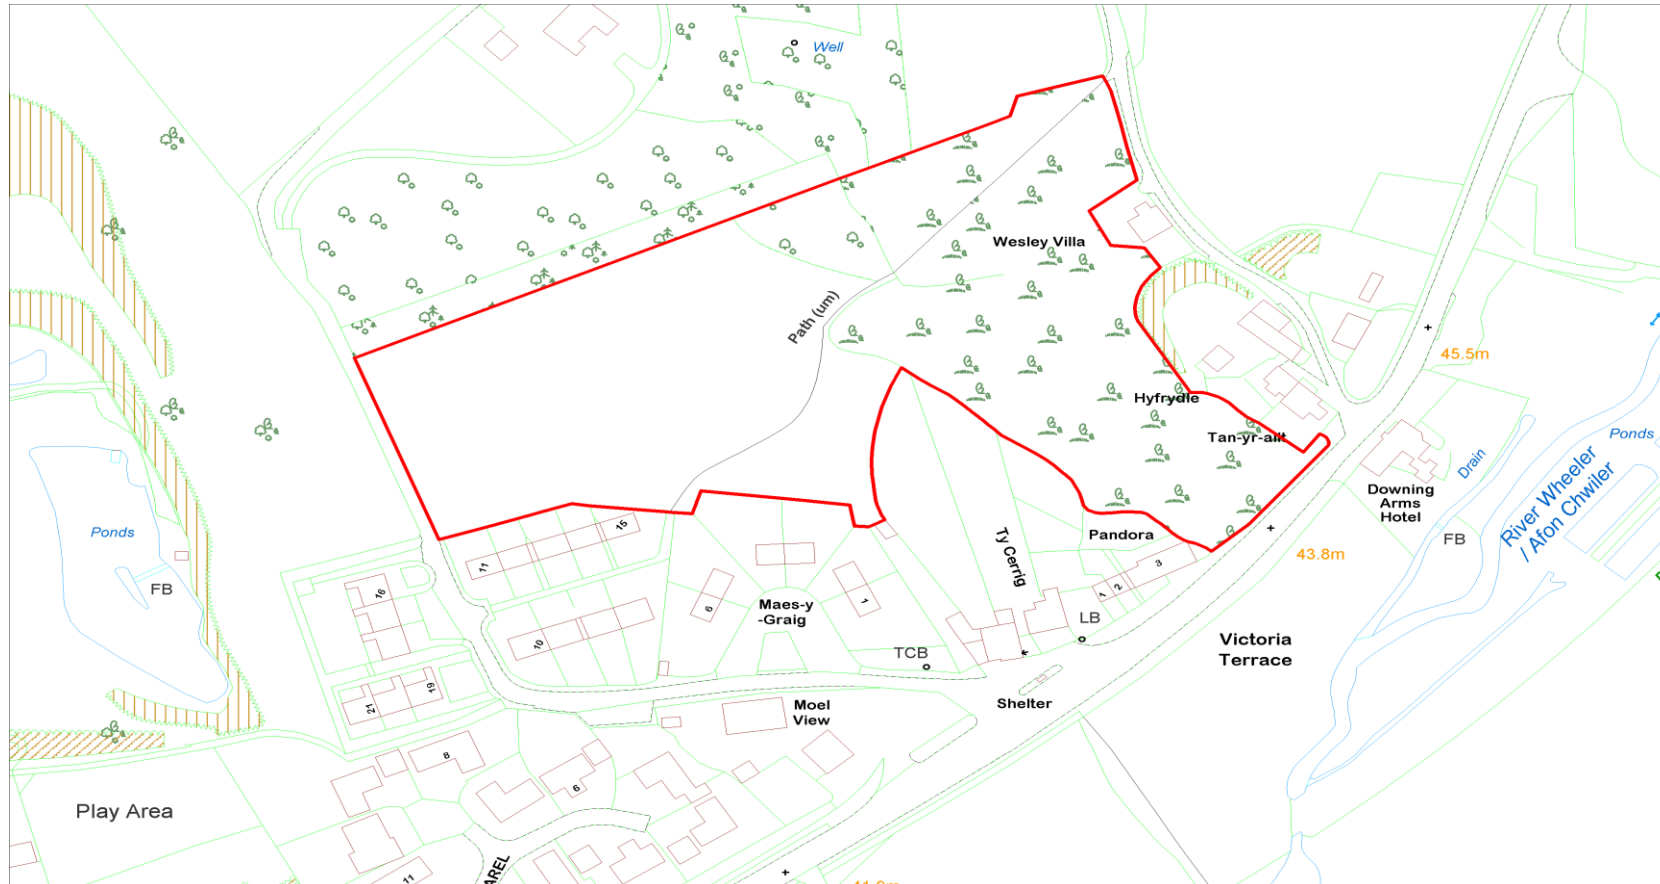 Well
Wesley Villa
Path (um)
45.5m
Hyfrydle
Tan-yr-allt
Ponds
Drain
Downing
Arms
Hotel
River Wheeler
/ Afon Chwiler
FB
43.8m
Pandora
Ty Cerrig
15
11
Ponds
FB
16
10
6
Maes-y
-Graig
1
1
2
3
LB
TCB
Victoria
Terrace
Shelter
Moel
View
19
21
8
6
Play Area
11
AREL